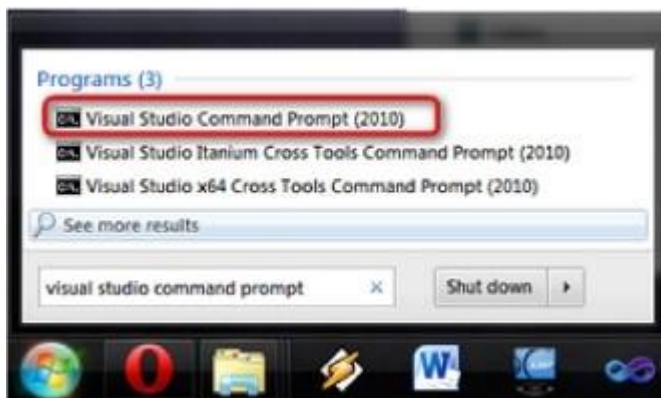 Programs (3)
Visual Studio Command Prompt (2010)
Visual Studio Itanium Cross Tools Command Prompt (2010)
Visual Studio x64 Cross Tools Command Prompt (2010)
See more results
visual studio command prompt
Shut down